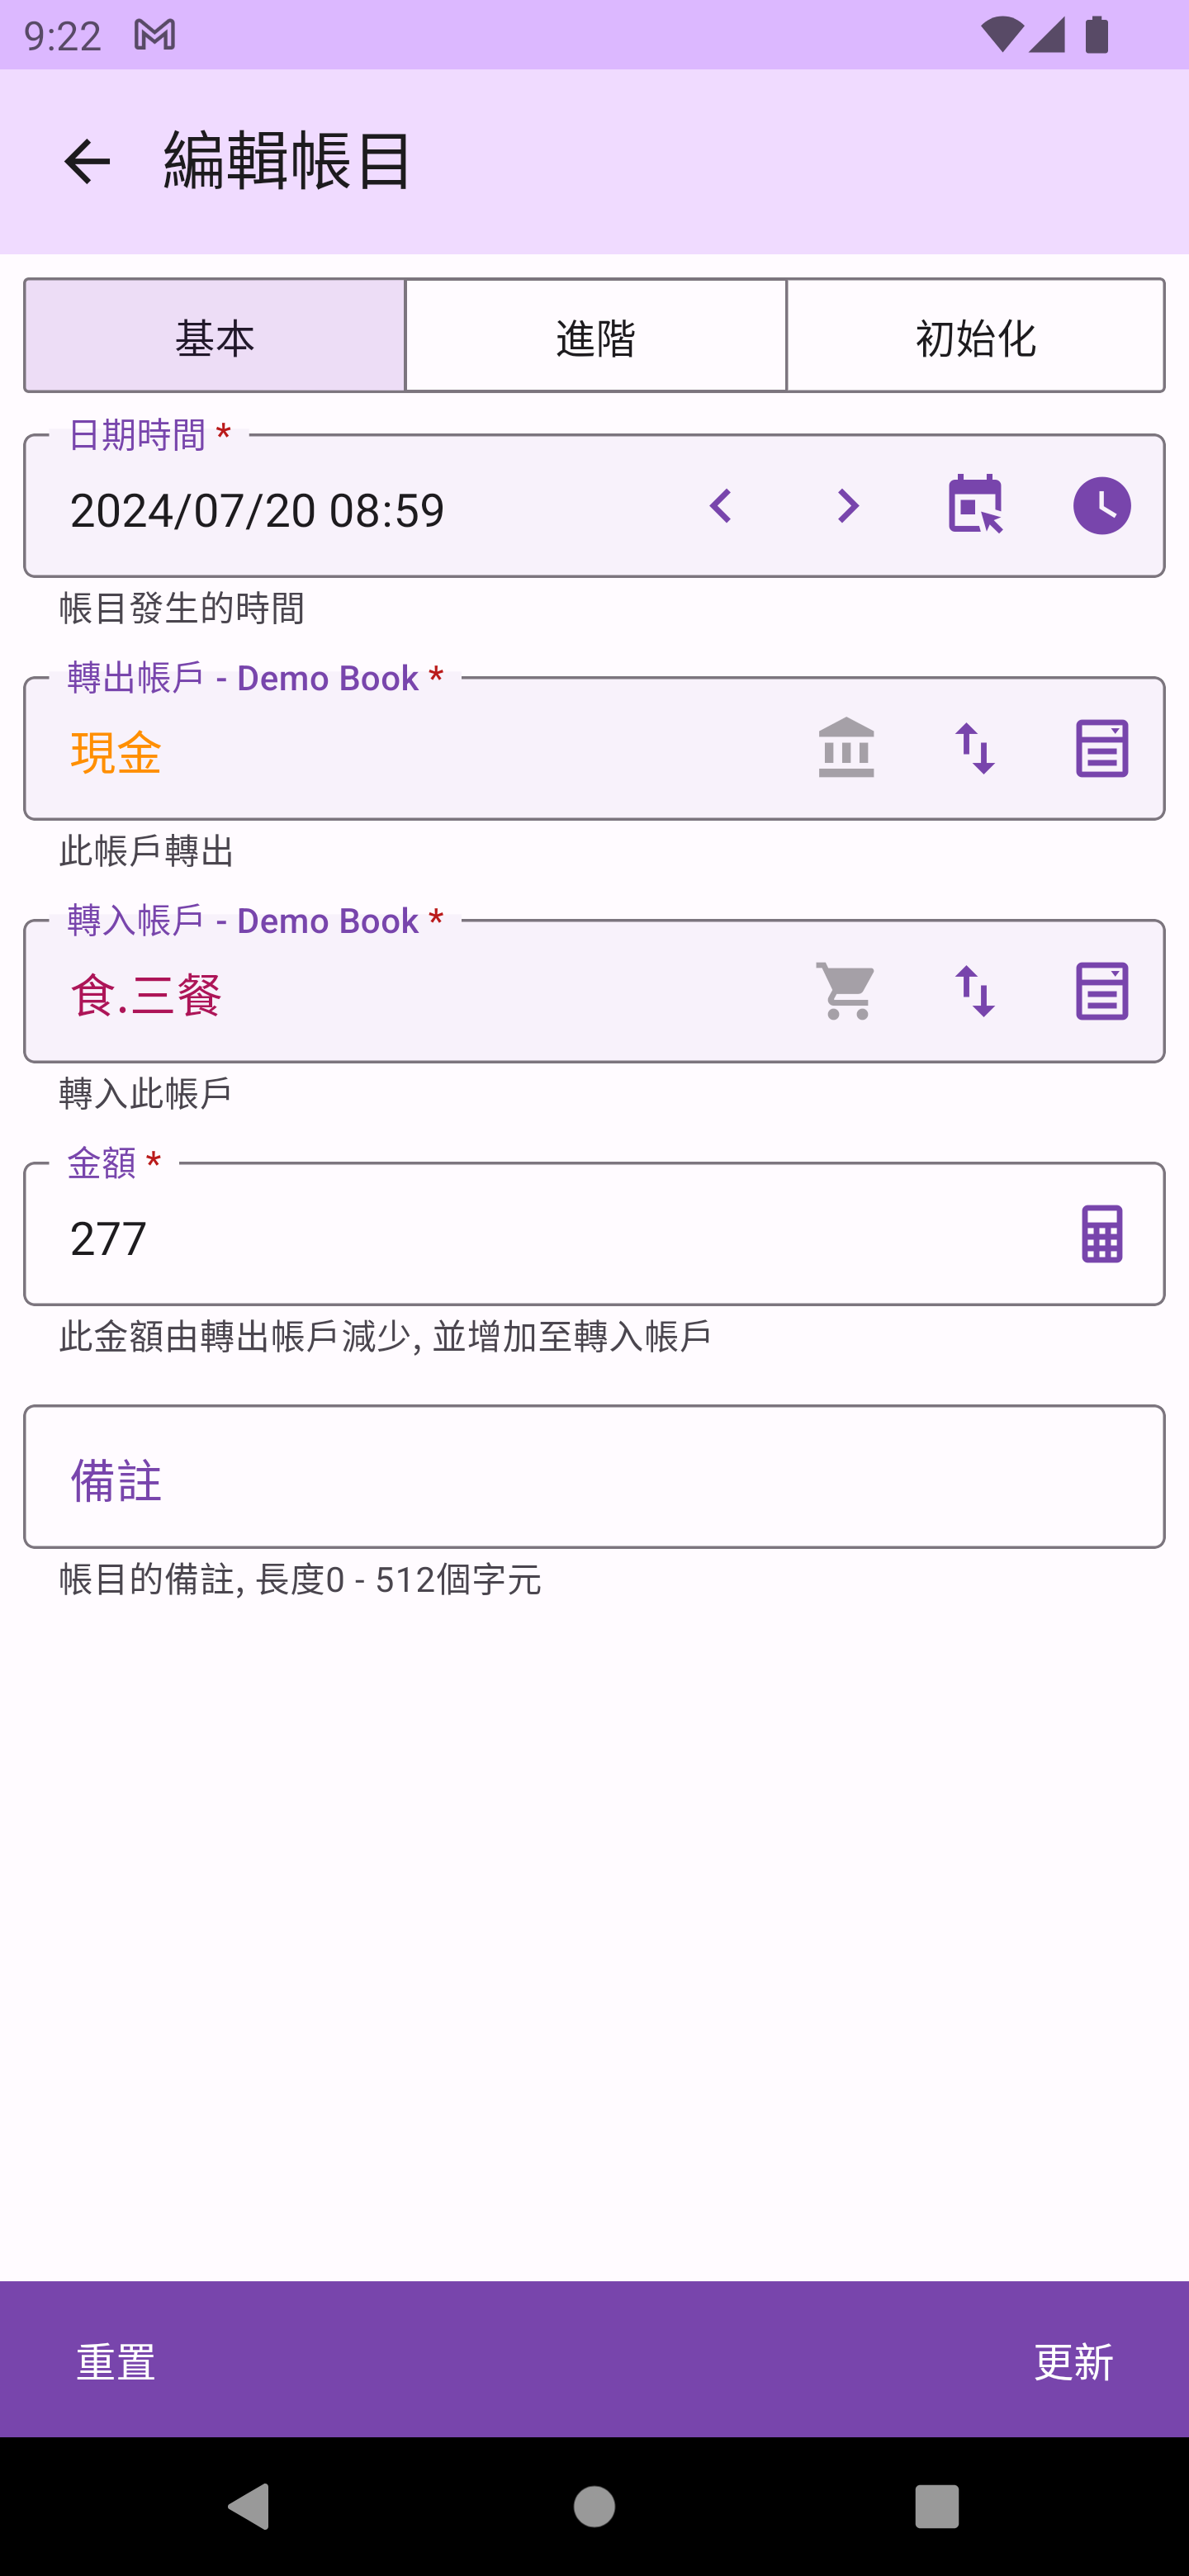 9:22
編輯帳目
基本 進階 初始化
日期時間 *
2024/07/20 08:59
帳目發生的時間
轉出帳戶 - Demo Book *
現金
此帳戶轉出
轉入帳戶 - Demo Book *
食.三餐
轉入此帳戶
金額 *
277
此金額由轉出帳戶減少, 並增加至轉入帳戶
備註
帳目的備註, 長度0 - 512個字元
重置 更新